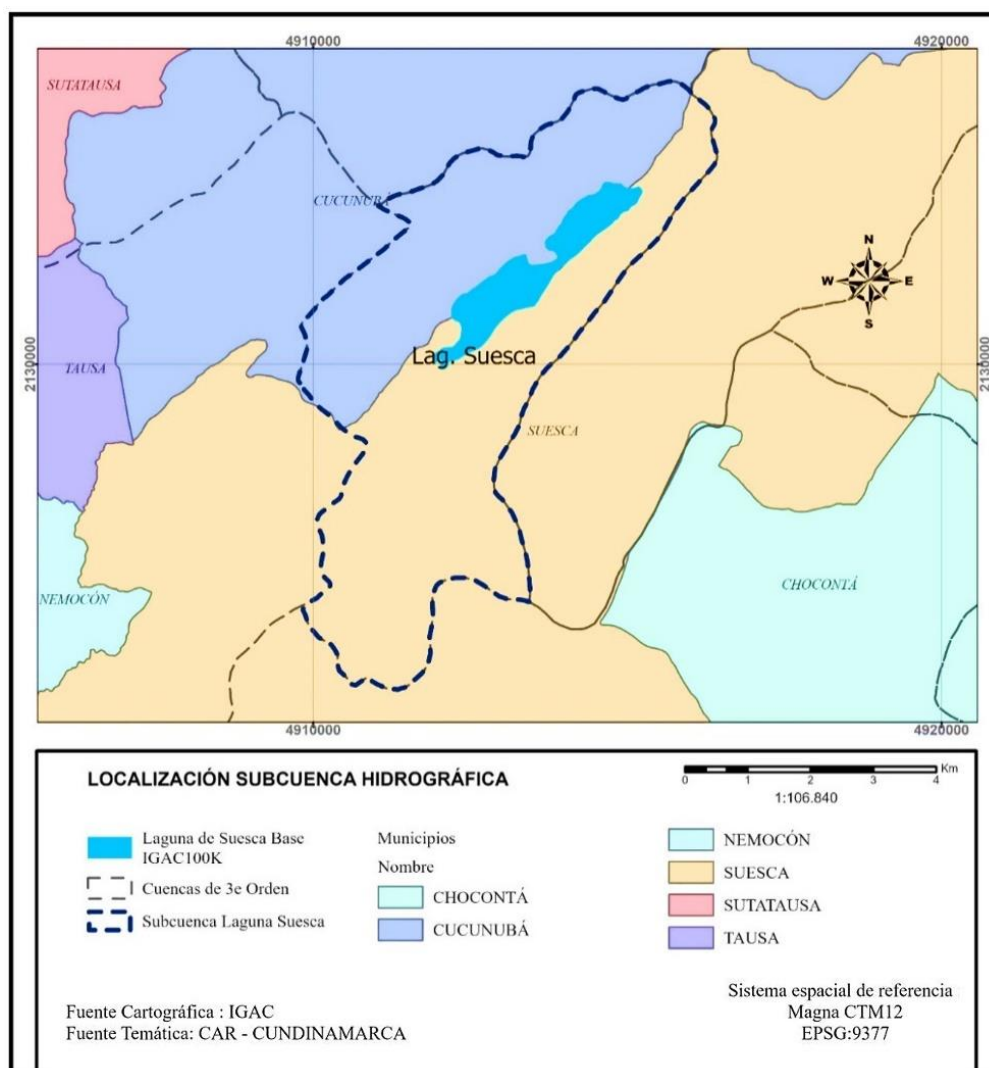 4910000
4920000
SUTATAUSA
CUCUNUBÁ
N
W
E
S
Lag. Suesca
2130000
2130000
TAUSA
SUESCA
CHOCONTÁ
NEMOCÓN
4910000
4920000
LOCALIZACIÓN SUBCUENCA HIDROGRÁFICA
0 1 2 3 4 Km
1:106.840
Laguna de Suesca Base
IGAC100K
Cuencas de 3e Orden
Subcuenca Laguna Suesca
Municipios
Nombre
CHOCONTÁ
CUCUNUBÁ
NEMOCÓN
SUESCA
SUTATAUSA
TAUSA
Fuente Cartográfica : IGAC
Fuente Temática: CAR - CUNDINAMARCA
Sistema espacial de referencia
Magna CTM12
EPSG:9377